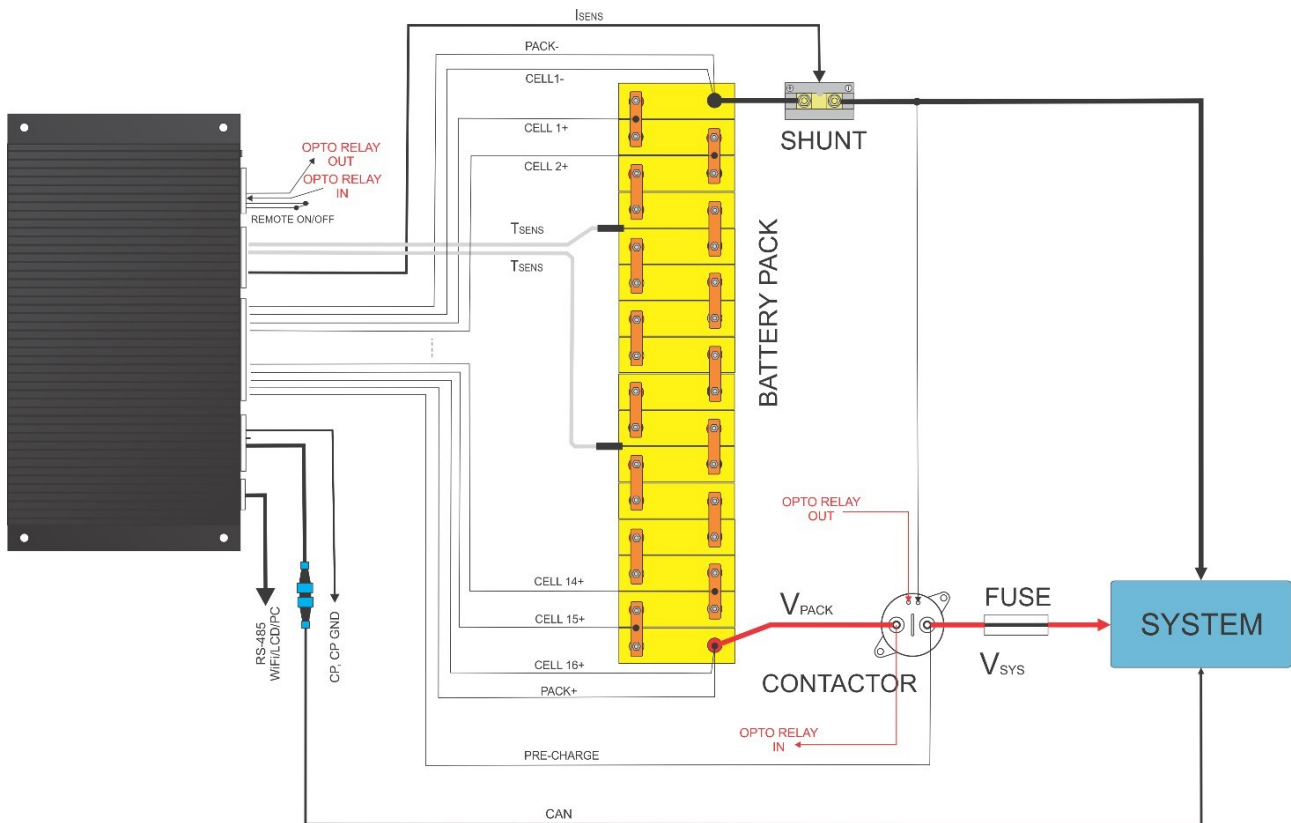 ISENS
PACK-
CELL1-
CELL 1+
CELL 2+
SHUNT
OPTO RELAY
OUT
OPTO RELAY
IN
REMOTE ON/OFF
TSENS
TSENS
BATTERY PACK
OPTO RELAY
OUT
CELL 14+
CELL 15+
CELL 16+
PACK+
VPACK
FUSE
SYSTEM
CONTACTOR
VSYS
RS-485
WiFi/LCD/PC
CP, CP GND
OPTO RELAY
IN
PRE-CHARGE
CAN